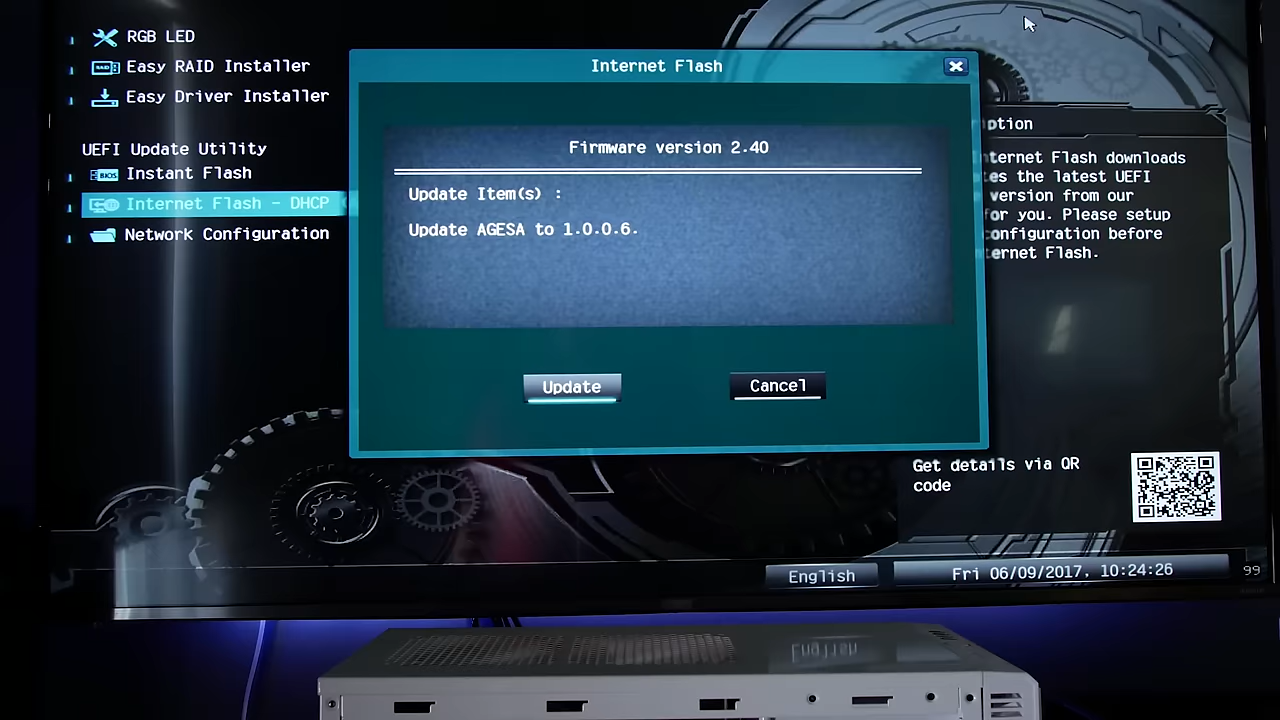 RGB LED
Easy RAID Installer
Easy Driver Installer
UEFI Update Utility
Instant Flash
Internet Flash - DHCP
Network Configuration
Internet Flash
Firmware version 2.40
Update Item(s) :
Update AGESA to 1.0.0.6.
Update
Cancel
ption
nternet Flash downloads
es the latest UEFI
version from our
for you. Please setup
configuration before
ternet Flash.
Get details via QR
code
English
Fri 06/09/2017, 10:24:26
99
English